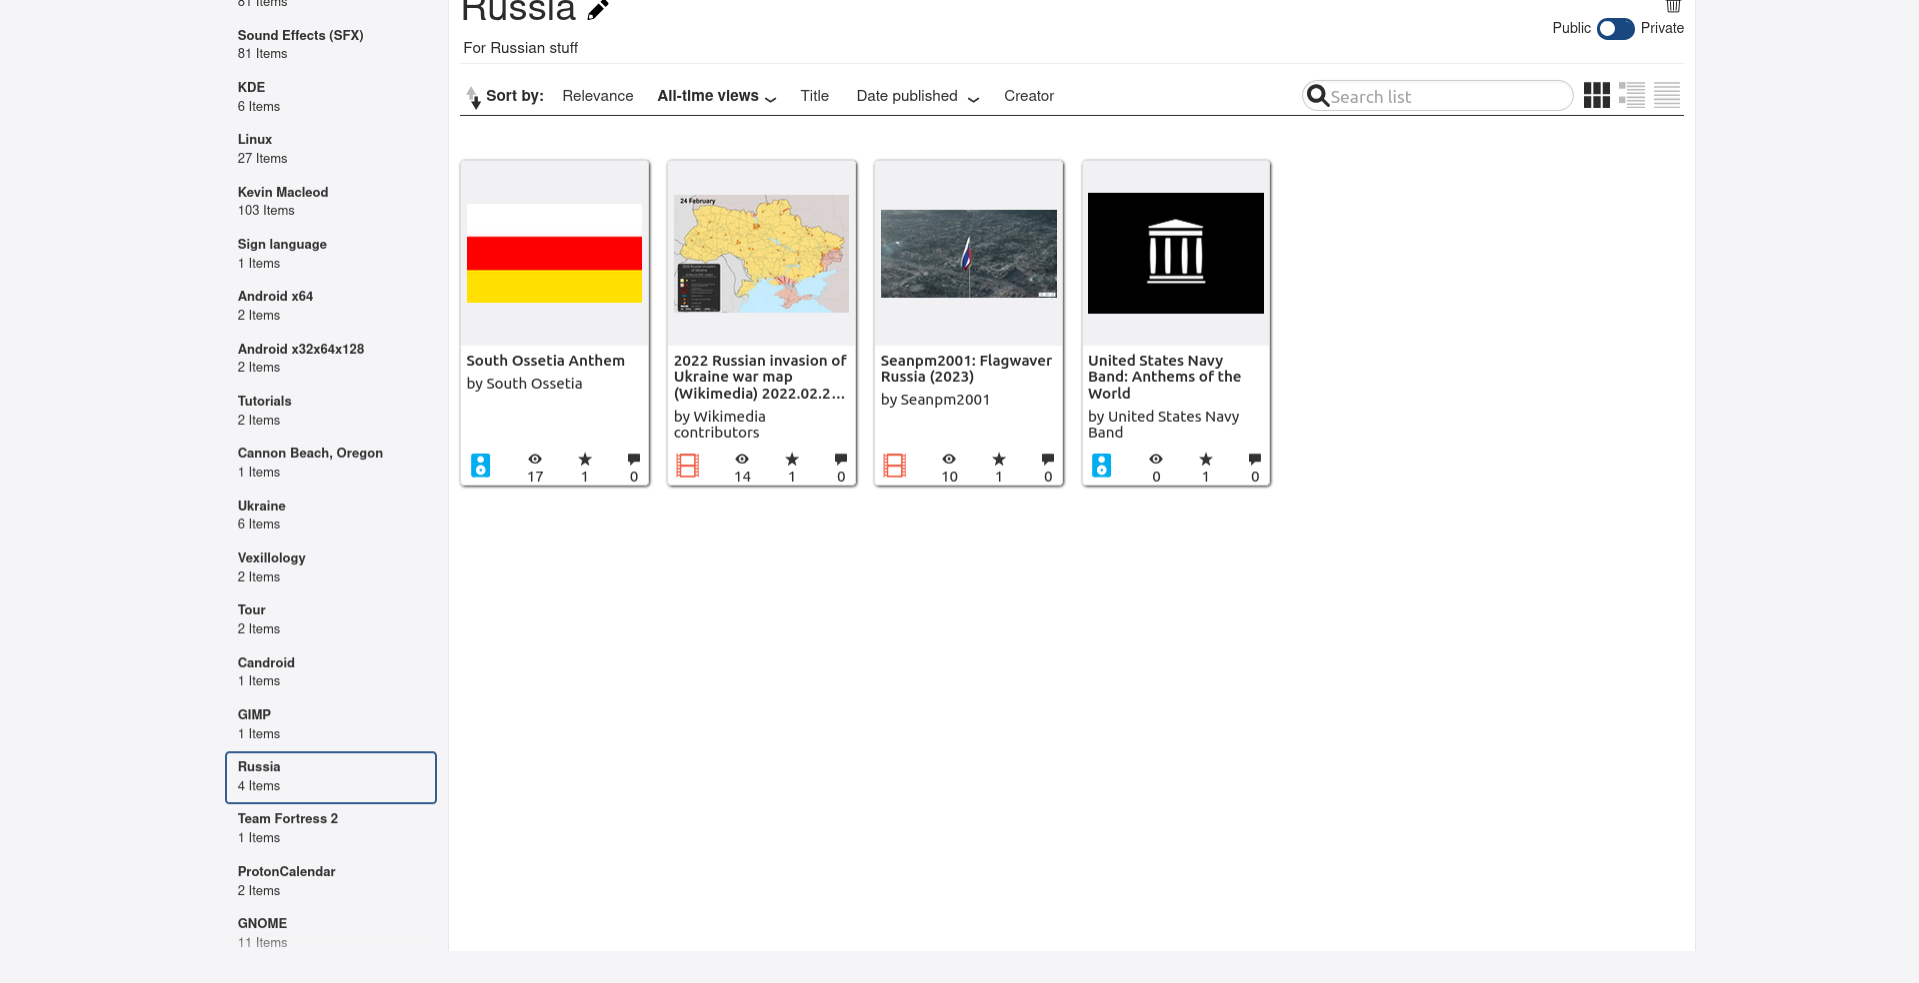 81 Items
Sound Effects (SFX)
81 Items
KDE
6 Items
Linux
27 Items
Kevin Macleod
103 Items
Sign language
1 Items
Android x64
2 Items
Android x32x64x128
2 Items
Tutorials
2 Items
Cannon Beach, Oregon
1 Items
Ukraine
6 Items
Vexillology
2 Items
Tour
2 Items
Candroid
1 Items
GIMP
1 Items
Russia
4 Items
Team Fortress 2
1 Items
ProtonCalendar
2 Items
GNOME
11 Items
Russia
Public Private
For Russian stuff
Sort by: Relevance All-time views Title Date published Creator
Search list
South Ossetia Anthem
by South Ossetia
17 1 0
24 February
2022 Russian invasion of
Ukraine war map
(Wikimedia) 2022.02.2...
by Wikimedia
contributors
14 1 0
Seanpm2001: Flagwaver
Russia (2023)
by Seanpm2001
10 1 0
United States Navy
Band: Anthems of the
World
by United States Navy
Band
0 1 0